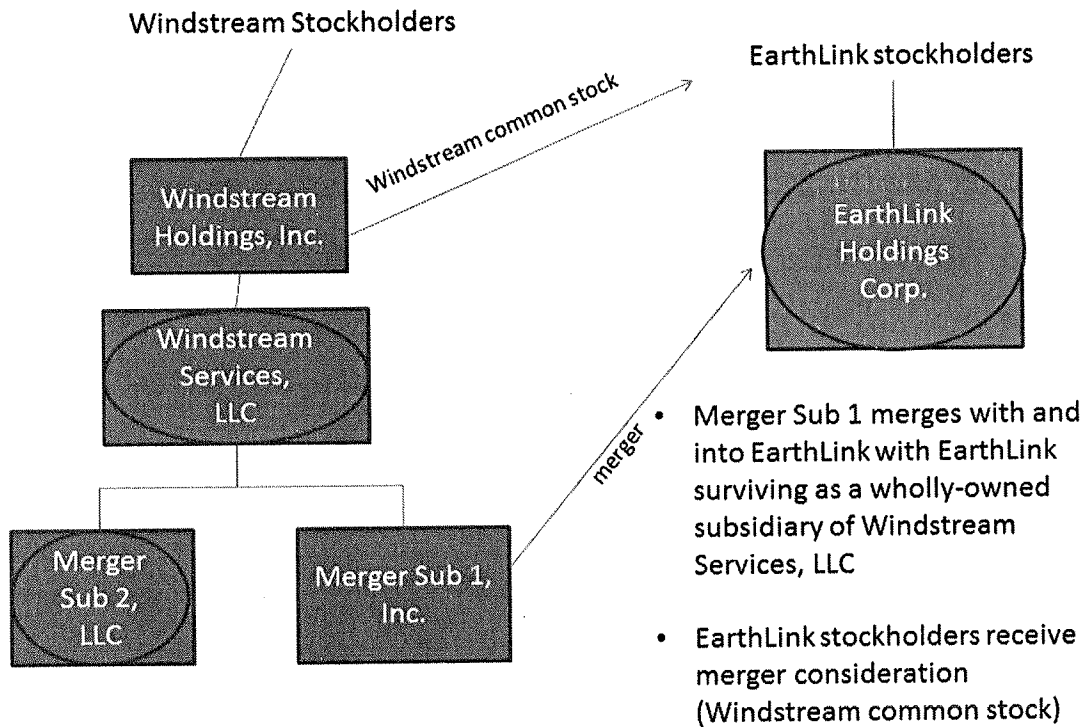 Windstream Stockholders
EarthLink stockholders
Windstream common stock
Windstream
Holdings, Inc.
EarthLink
Holdings
Corp.
Windstream
Services,
LLC
merger
Merger
Sub 2,
LLC
Merger Sub 1,
Inc.
• Merger Sub 1 merges with and
into EarthLink with EarthLink
surviving as a wholly-owned
subsidiary of Windstream
Services, LLC
• EarthLink stockholders receive
merger consideration
(Windstream common stock)